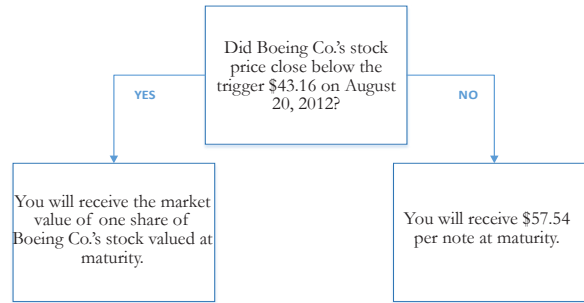 Did Boeing Co.'s stock
price close below the
trigger $43.16 on August
20, 2012?
YES
NO
You will receive the market
value of one share of
Boeing Co.'s stock valued at
maturity.
You will receive $57.54
per note at maturity.